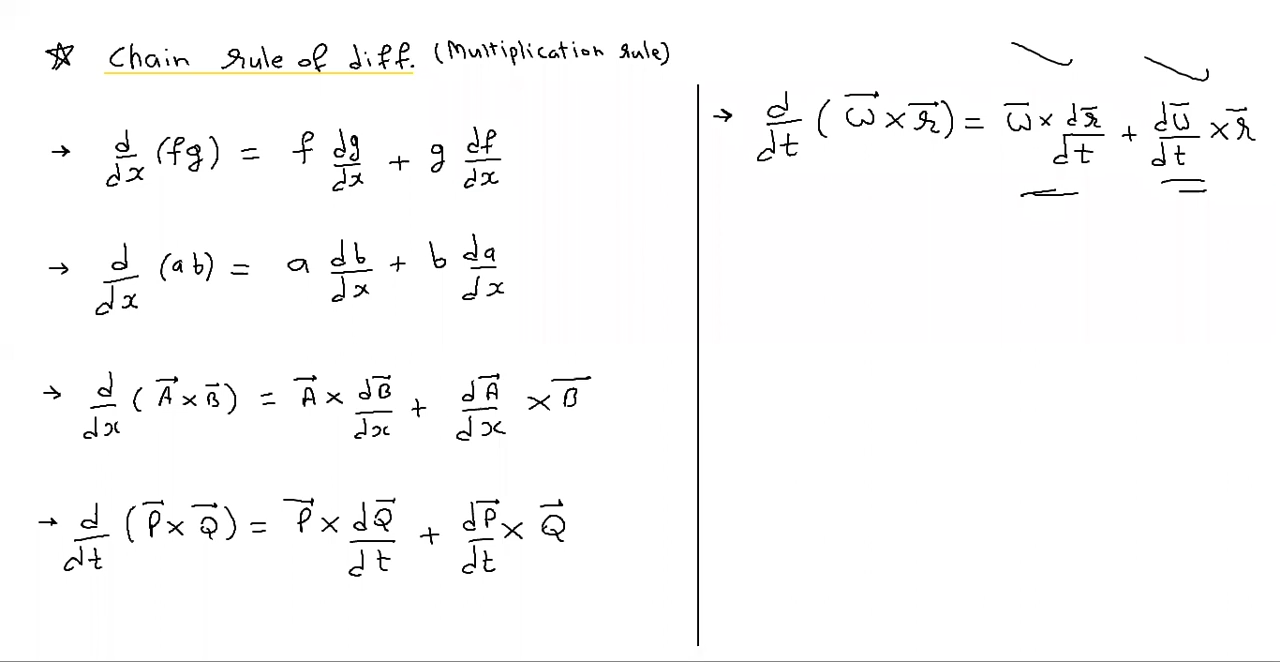 ☆ Chain rule of diff. (Multiplication rule)
→ d/dx (fg) = f dg/dx + g df/dx
→ d/dx (ab) = a db/dx + b da/dx
→ d/dx (A⃗ × B⃗) = A⃗ × dB⃗/dx + dA⃗/dx × B̅
→ d/dt (P⃗ × Q⃗) = P⃗ × dQ⃗/dt + dP⃗/dt × Q⃗
→ d/dt (ω⃗ × r⃗) = ω̅ × dr̅/dt + dω̅/dt × r̅